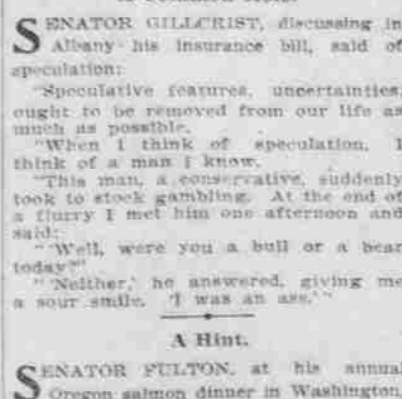 SENATOR GILLCRIST, discussing in
Albany his insurance bill, said of
speculation:
"Speculative features, uncertainties,
ought to be removed from our life as
much as possible.
"When I think of speculation, I
think of a man I know.
"This man, a conservative, suddenly
took to stock gambling. At the end of
a flurry I met him one afternoon and
said:
"'Well, were you a bull or a bear
today?'
"'Neither,' he answered, giving me
a sour smile. 'I was an ass.'"
A Hint.
SENATOR FULTON, at his annual
Oregon salmon dinner in Washington,